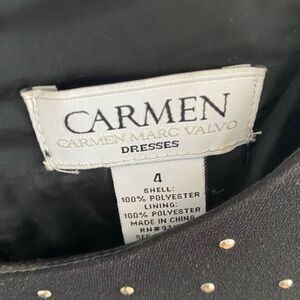 CARMEN
CARMEN MARC VALVO
DRESSES
4
SHELL:
100% POLYESTER
LINING:
100% POLYESTER
MADE IN CHINA